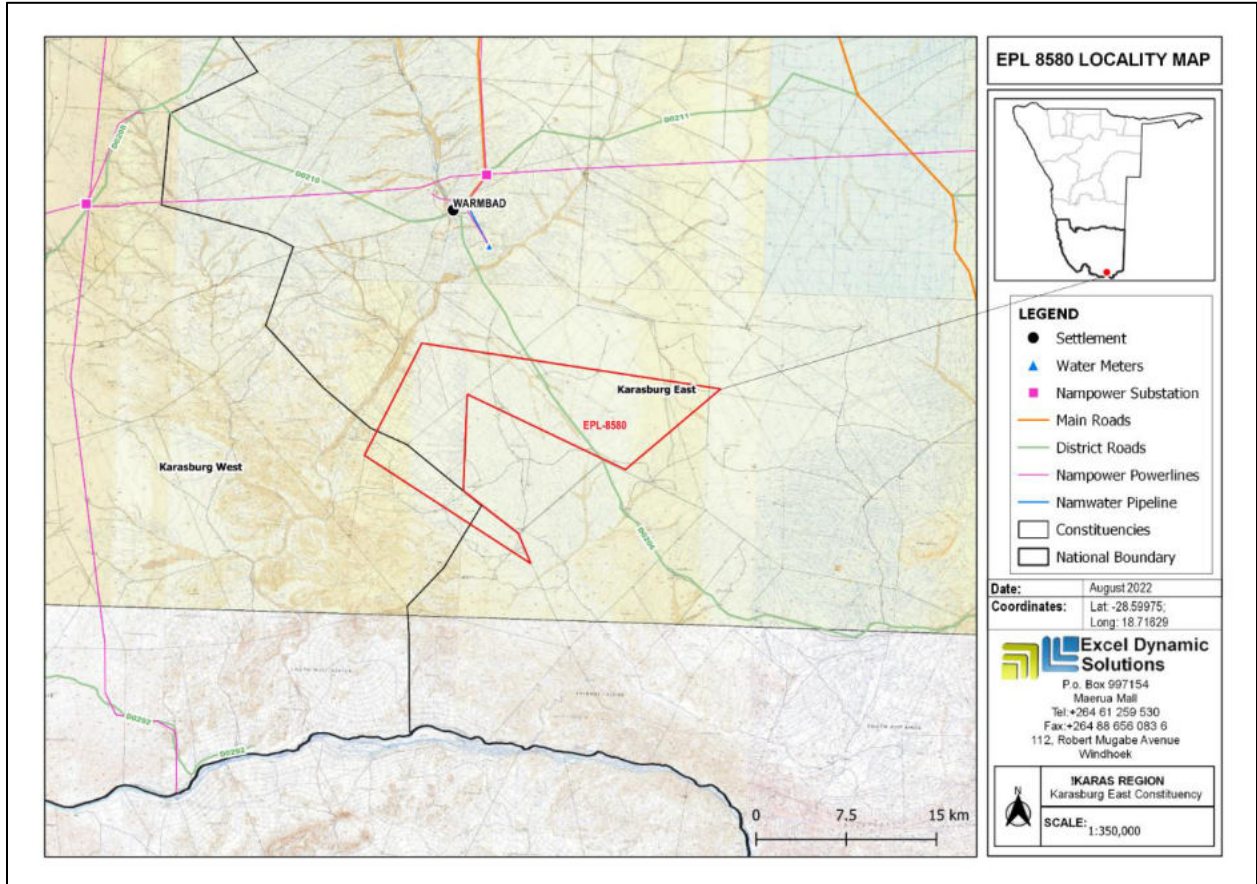 EPL 8580 LOCALITY MAP
D0200
D0210
D0211
WARMBAD
Karasburg East
EPL-8580
Karasburg West
D0206
D0292
D0292
0 7.5 15 km
LEGEND
Settlement
Water Meters
Nampower Substation
Main Roads
District Roads
Nampower Powerlines
Namwater Pipeline
Constituencies
National Boundary
Date: August 2022
Coordinates: Lat: -28.59975;
Long: 18.71629
Excel Dynamic
Solutions
P.o. Box 997154
Maerua Mall
Tel:+264 61 259 530
Fax:+264 88 656 083 6
112, Robert Mugabe Avenue
Windhoek
N
!KARAS REGION
Karasburg East Constituency
SCALE: 1:350,000